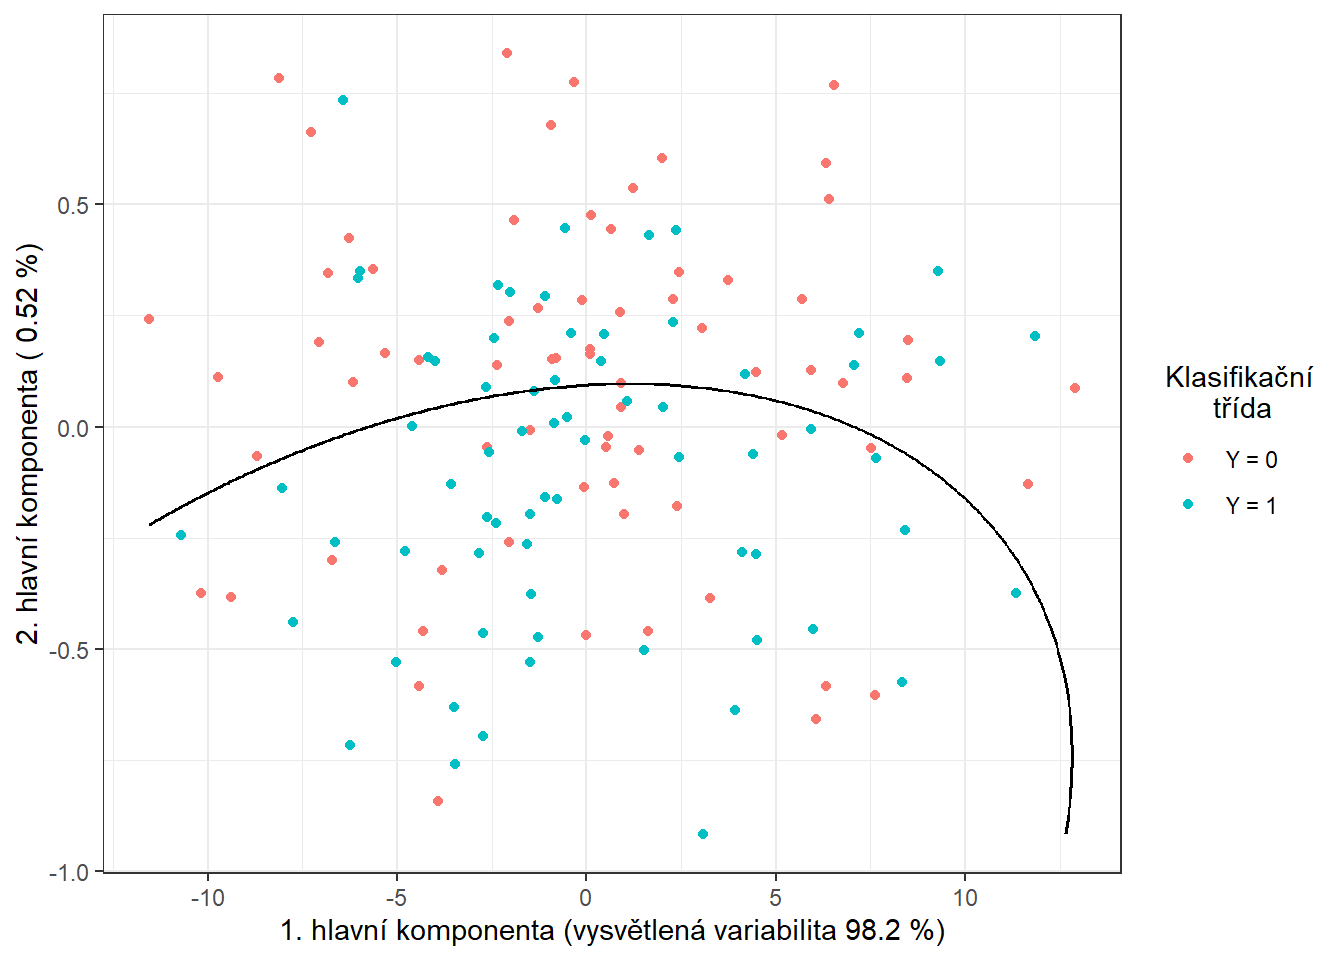 2. hlavní komponenta ( 0.52 %)
0.5
0.0
-0.5
-1.0
-10
-5
0
5
10
1. hlavní komponenta (vysvětlená variabilita 98.2 %)
Klasifikační
třída
Y = 0
Y = 1